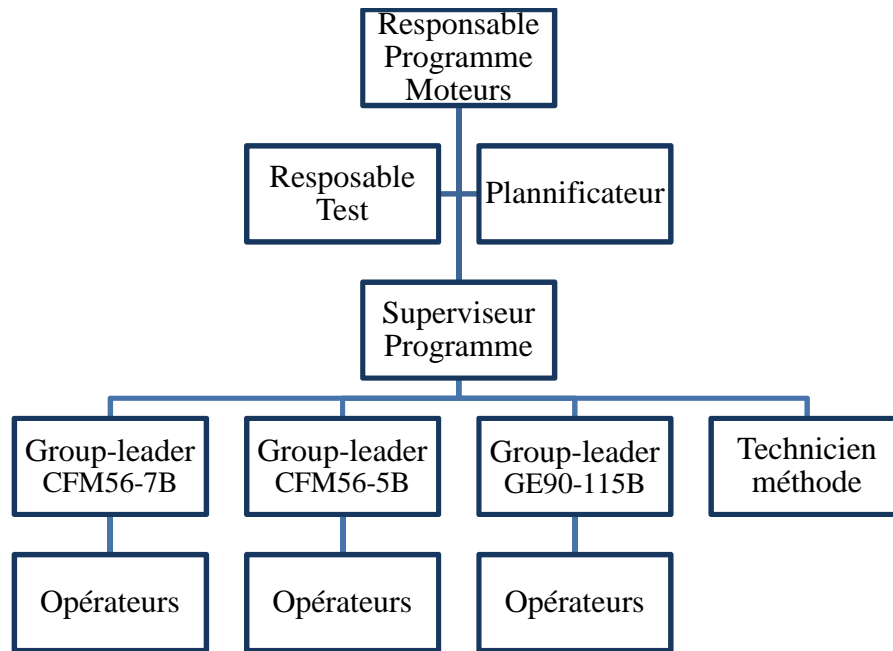 Responsable
Programme
Moteurs
Resposable
Test
Plannificateur
Superviseur
Programme
Group-leader
CFM56-7B
Group-leader
CFM56-5B
Group-leader
GE90-115B
Technicien
méthode
Opérateurs
Opérateurs
Opérateurs